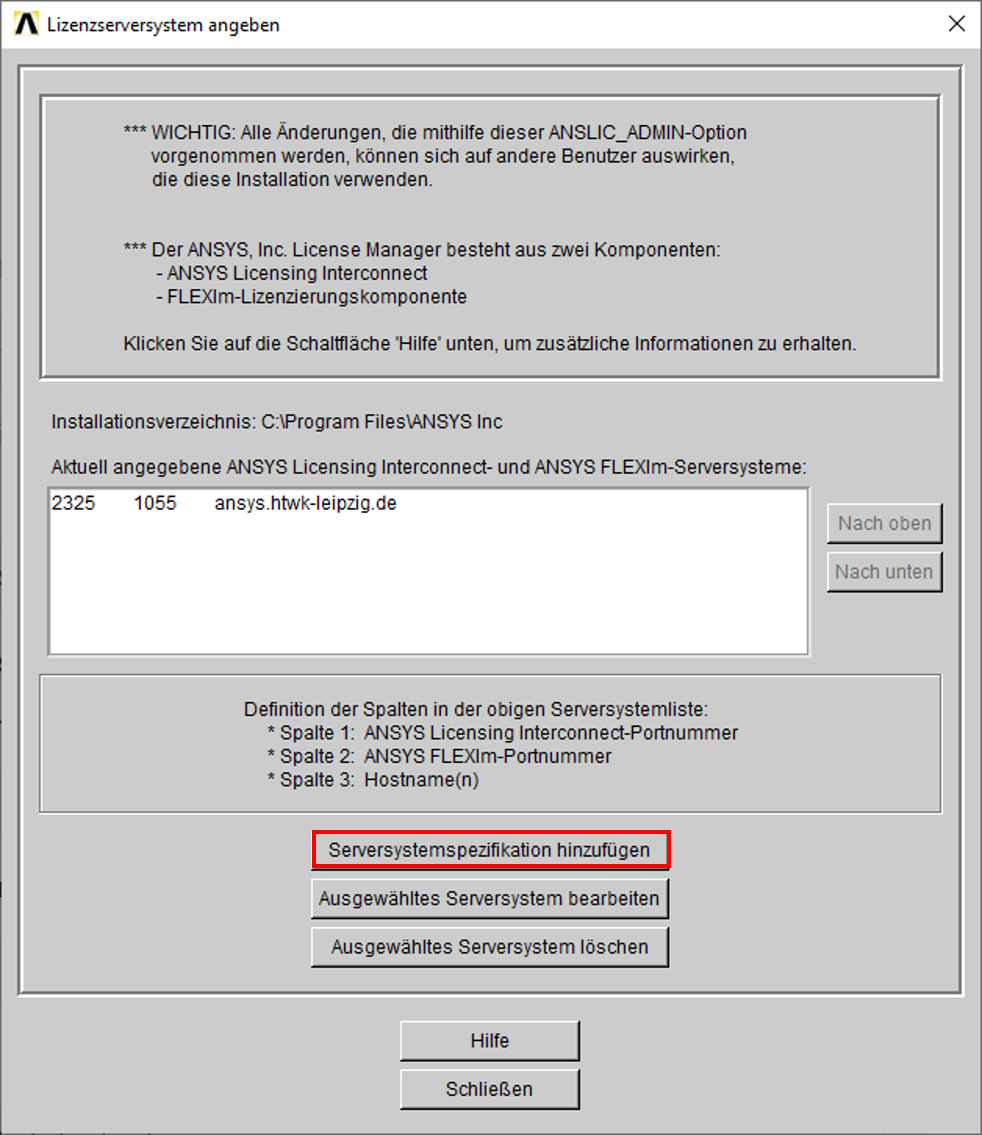 Lizenzserversystem angeben
*** WICHTIG: Alle Änderungen, die mithilfe dieser ANSLIC_ADMIN-Option
vorgenommen werden, können sich auf andere Benutzer auswirken,
die diese Installation verwenden.
*** Der ANSYS, Inc. License Manager besteht aus zwei Komponenten:
- ANSYS Licensing Interconnect
- FLEXlm-Lizenzierungskomponente
Klicken Sie auf die Schaltfläche 'Hilfe' unten, um zusätzliche Informationen zu erhalten.
Installationsverzeichnis: C:\Program Files\ANSYS Inc
Aktuell angegebene ANSYS Licensing Interconnect- und ANSYS FLEXlm-Serversysteme:
2325 1055 ansys.htwk-leipzig.de
Nach oben
Nach unten
Definition der Spalten in der obigen Serversystemliste:
* Spalte 1: ANSYS Licensing Interconnect-Portnummer
* Spalte 2: ANSYS FLEXlm-Portnummer
* Spalte 3: Hostname(n)
Serversystemspezifikation hinzufügen
Ausgewähltes Serversystem bearbeiten
Ausgewähltes Serversystem löschen
Hilfe
Schließen